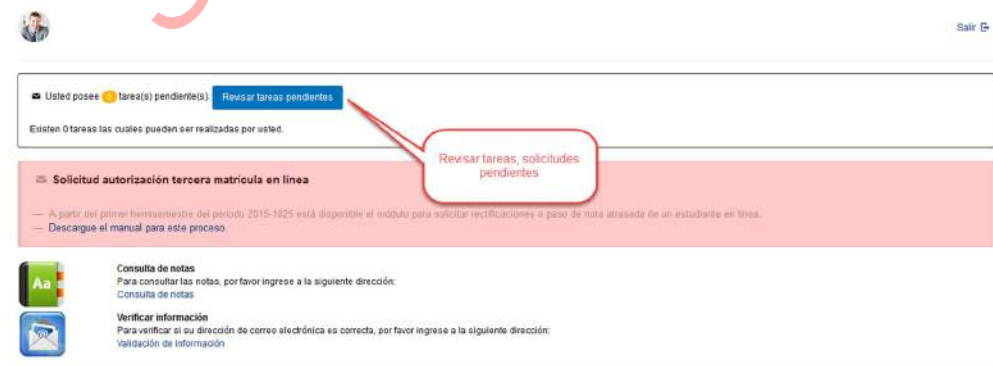 Salir
Usted posee 0 tarea(s) pendiente(s). Revisar tareas pendientes
Existen 0 tareas las cuales pueden ser realizadas por usted.
Revisar tareas, solicitudes
pendientes
Solicitud autorización tercera matrícula en línea
— A partir del primer hemisemestre del periodo 2015-1825 está disponible el módulo para solicitar rectificaciones o paso de nota atrasada de un estudiante en línea.
— Descargue el manual para este proceso.
Aa
Consulta de notas
Para consultar las notas, por favor ingrese a la siguiente dirección:
Consulta de notas
Verificar información
Para verificar si su dirección de correo electrónica es correcta, por favor ingrese a la siguiente dirección:
Validación de información